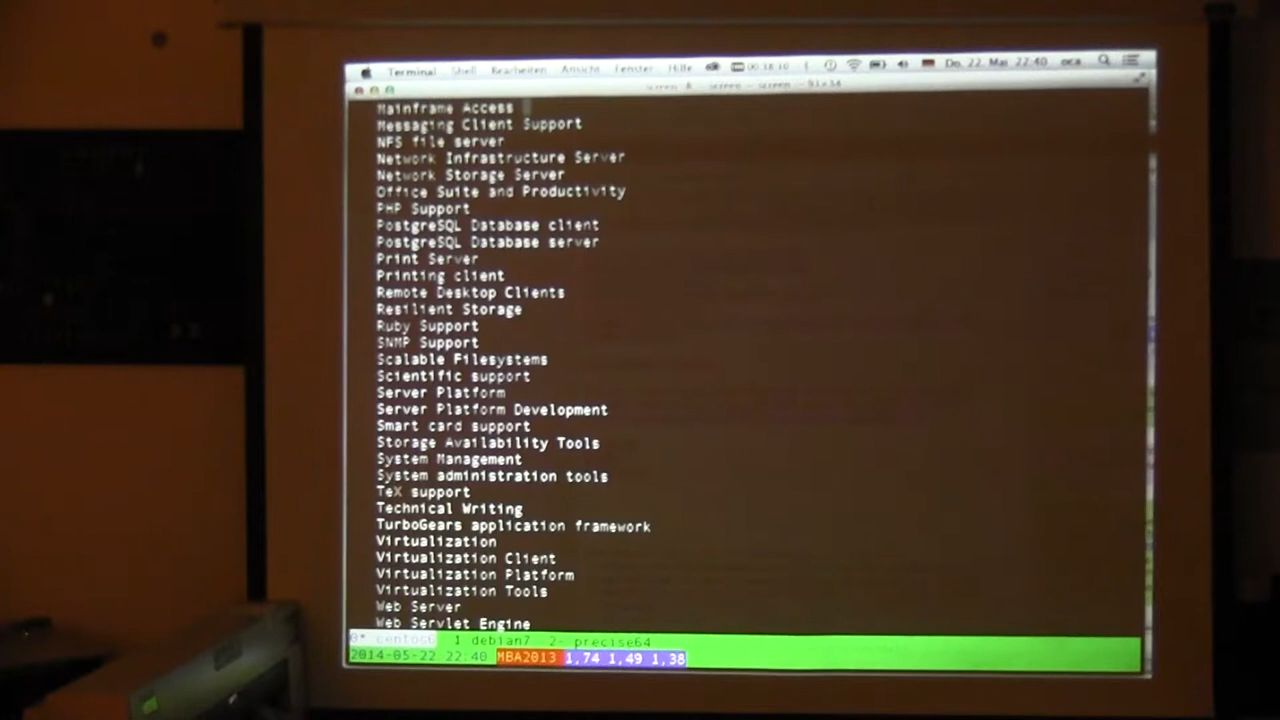 Terminal Shell Bearbeiten Ansicht Fenster Hilfe Do. 22. Mai 22:40
Mainframe Access
Messaging Client Support
NFS file server
Network Infrastructure Server
Network Storage Server
Office Suite and Productivity
PHP Support
PostgreSQL Database client
PostgreSQL Database server
Print Server
Printing client
Remote Desktop Clients
Resilient Storage
Ruby Support
SNMP Support
Scalable Filesystems
Scientific support
Server Platform
Server Platform Development
Smart card support
Storage Availability Tools
System Management
System administration tools
TeX support
Technical Writing
TurboGears application framework
Virtualization
Virtualization Client
Virtualization Platform
Virtualization Tools
Web Server
Web Servlet Engine
0* centos6 1 debian7 2- precise64
2014-05-22 22:40 MBA2013 1,74 1,49 1,38